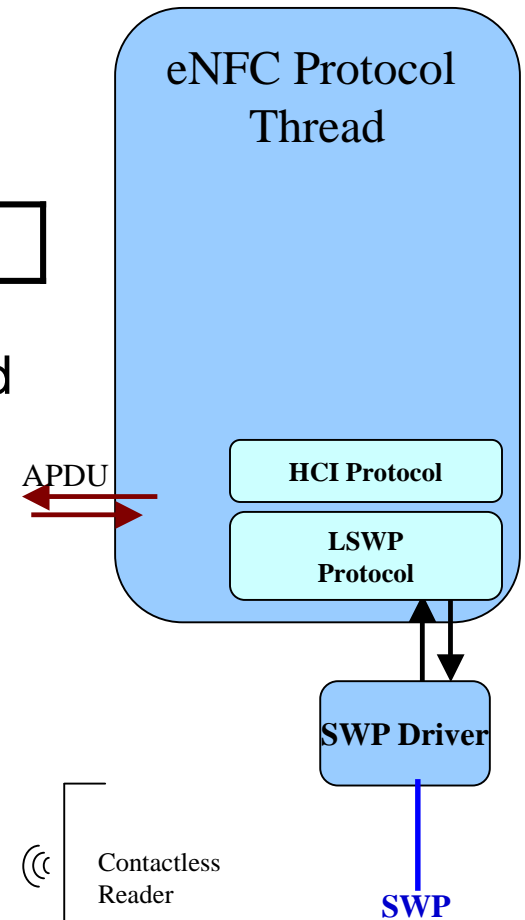 eNFC Protocol
Thread
d
APDU
HCI Protocol
LSWP
Protocol
SWP Driver
Contactless
Reader
SWP